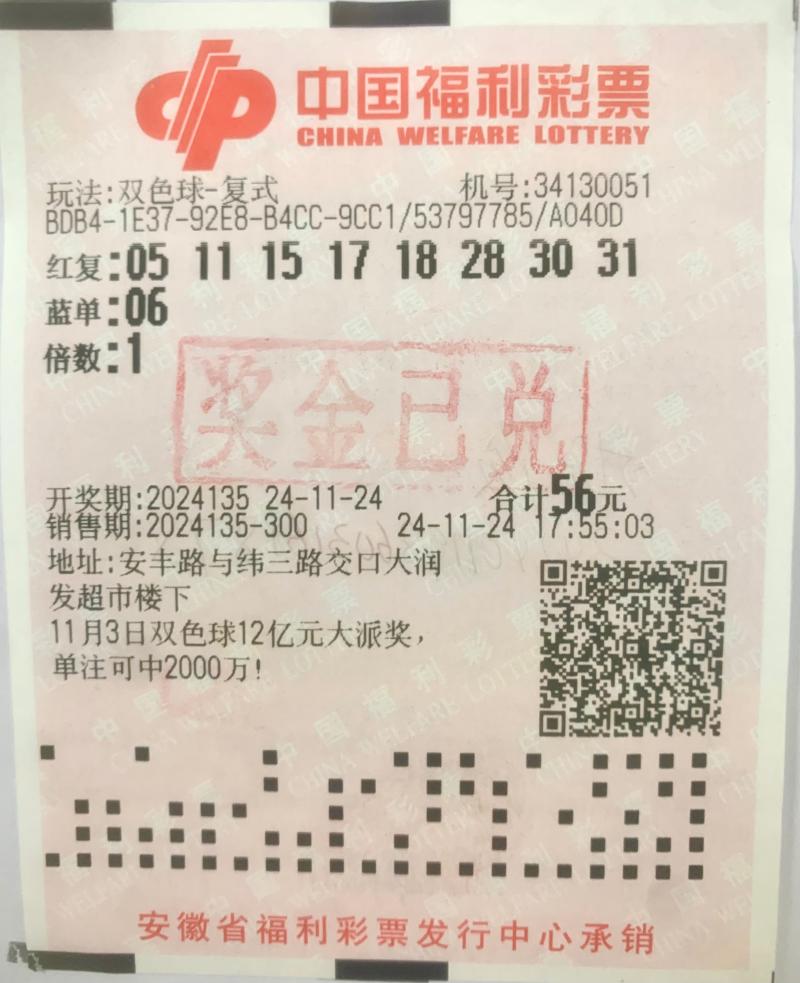 中国福利彩票
CHINA WELFARE LOTTERY
玩法:双色球-复式 机号:34130051
BDB4-1E37-92E8-B4CC-9CC1/53797785/A040D
红复:05 11 15 17 18 28 30 31
蓝单:06
倍数:1
奖金已兑
开奖期:2024135 24-11-24 合计56元
销售期:2024135-300 24-11-24 17:55:03
地址:安丰路与纬三路交口大润
发超市楼下
11月3日双色球12亿元大派奖,
单注可中2000万!
安徽省福利彩票发行中心承销